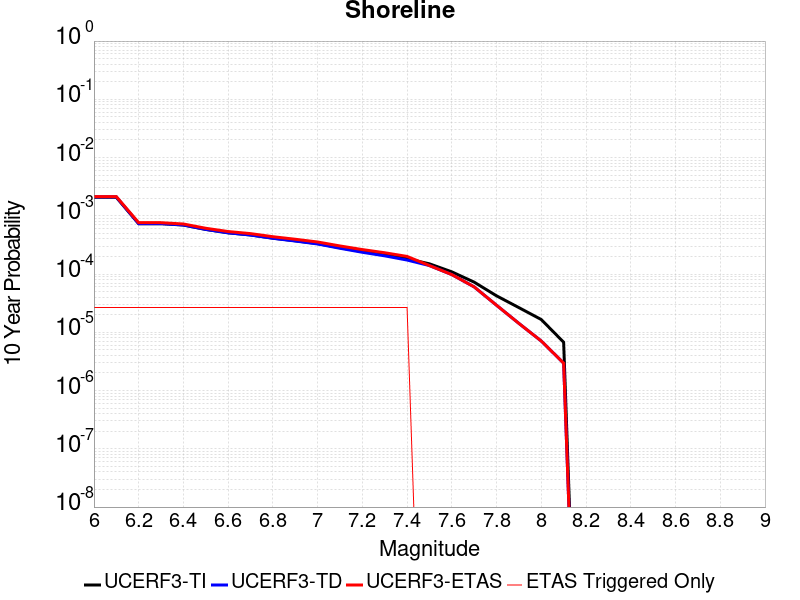 Shoreline
10 0
10 -1
10 -2
10 -3
10 -4
10 -5
10 -6
10 -7
10 -8
10 Year Probability
6 6.2 6.4 6.6 6.8 7 7.2 7.4 7.6 7.8 8 8.2 8.4 8.6 8.8 9
Magnitude
UCERF3-TI UCERF3-TD UCERF3-ETAS ETAS Triggered Only